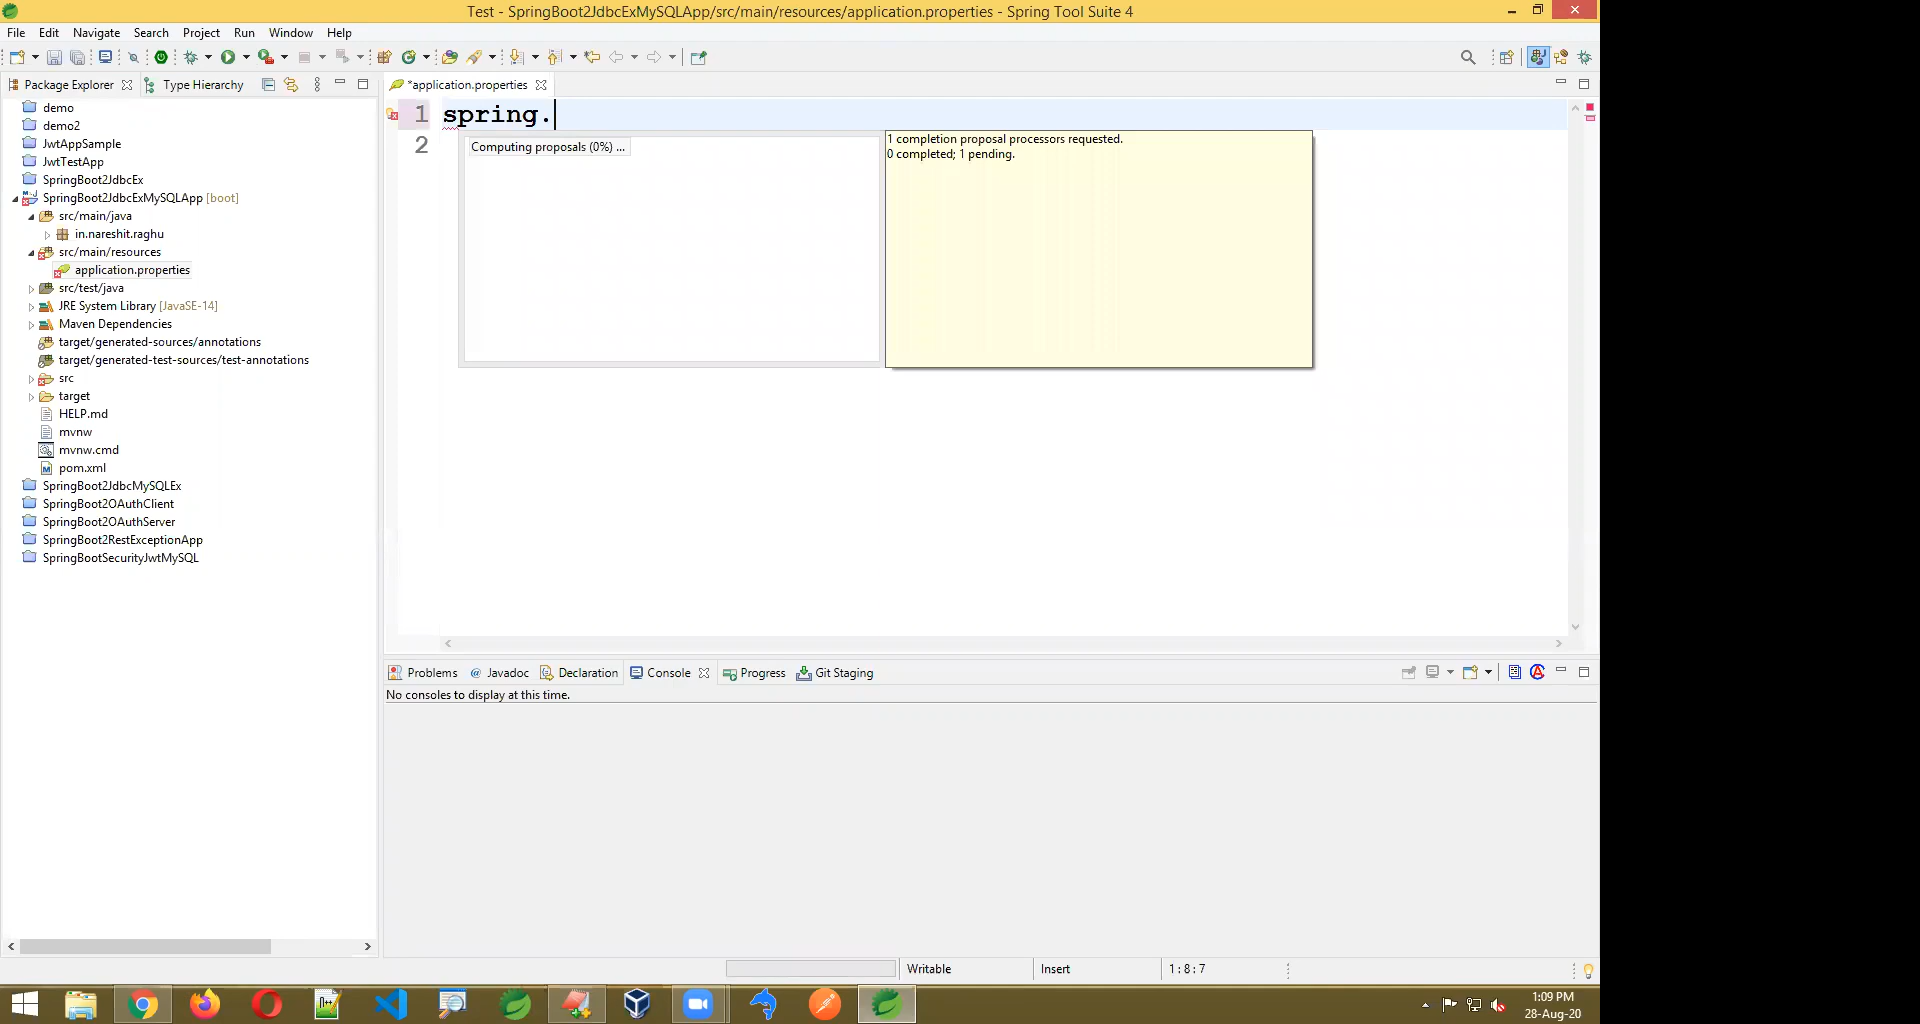 Test - SpringBoot2JdbcExMySQLApp/src/main/resources/application.properties - Spring Tool Suite 4
File Edit Navigate Search Project Run Window Help
Package Explorer Type Hierarchy
*application.properties
demo
demo2
JwtAppSample
JwtTestApp
SpringBoot2JdbcEx
SpringBoot2JdbcExMySQLApp [boot]
src/main/java
in.nareshit.raghu
src/main/resources
application.properties
src/test/java
JRE System Library [JavaSE-14]
Maven Dependencies
target/generated-sources/annotations
target/generated-test-sources/test-annotations
src
target
HELP.md
mvnw
mvnw.cmd
pom.xml
SpringBoot2JdbcMySQLEx
SpringBoot2OAuthClient
SpringBoot2OAuthServer
SpringBoot2RestExceptionApp
SpringBootSecurityJwtMySQL
1 spring.
2
Computing proposals (0%) ...
1 completion proposal processors requested.
0 completed; 1 pending.
Problems @ Javadoc Declaration Console Progress Git Staging
No consoles to display at this time.
Writable Insert 1 : 8 : 7
1:09 PM
28-Aug-20